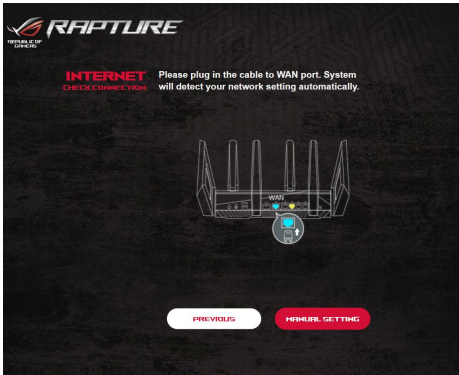 REPUBLIC OF
GAMERS
RAPTURE
INTERNET
CHECK CONNECTION
Please plug in the cable to WAN port. System
will detect your network setting automatically.
WAN
PREVIOUS
MANUAL SETTING